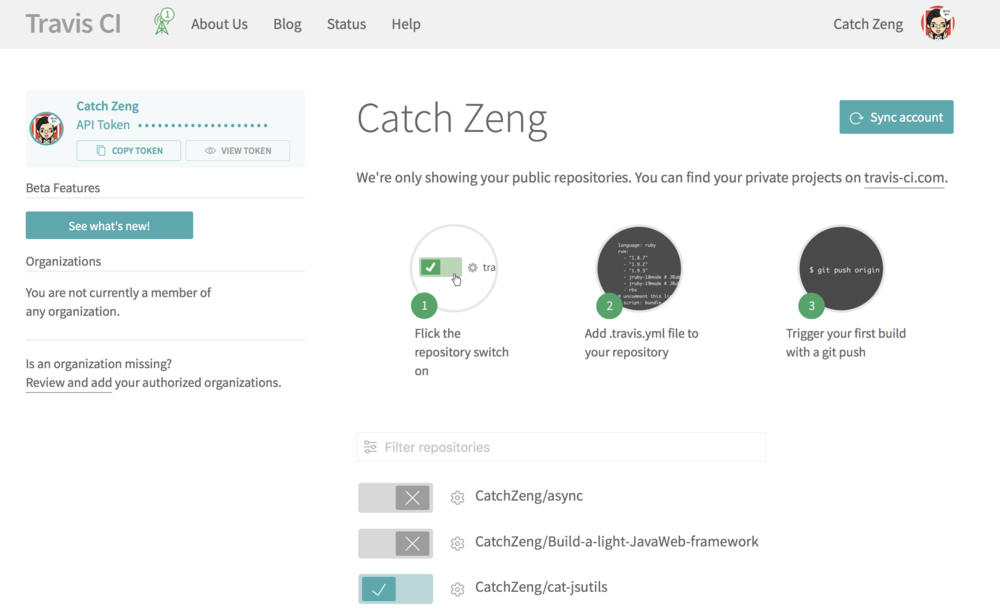 Travis CI
1
About Us
Blog
Status
Help
Catch Zeng
Catch Zeng
API Token
COPY TOKEN
VIEW TOKEN
Beta Features
See what's new!
Organizations
You are not currently a member of
any organization.
Is an organization missing?
Review and add your authorized organizations.
Catch Zeng
Sync account
We're only showing your public repositories. You can find your private projects on travis-ci.com.
tra
1
Flick the
repository switch
on
language: ruby
rvm:
- "1.8.7"
- "1.9.2"
- "1.9.3"
- jruby-18mode
- jruby-19mode
- rbx
# uncomment this li
script: bundle
2
Add .travis.yml file to
your repository
$ git push origin
3
Trigger your first build
with a git push
Filter repositories
CatchZeng/async
CatchZeng/Build-a-light-JavaWeb-framework
CatchZeng/cat-jsutils